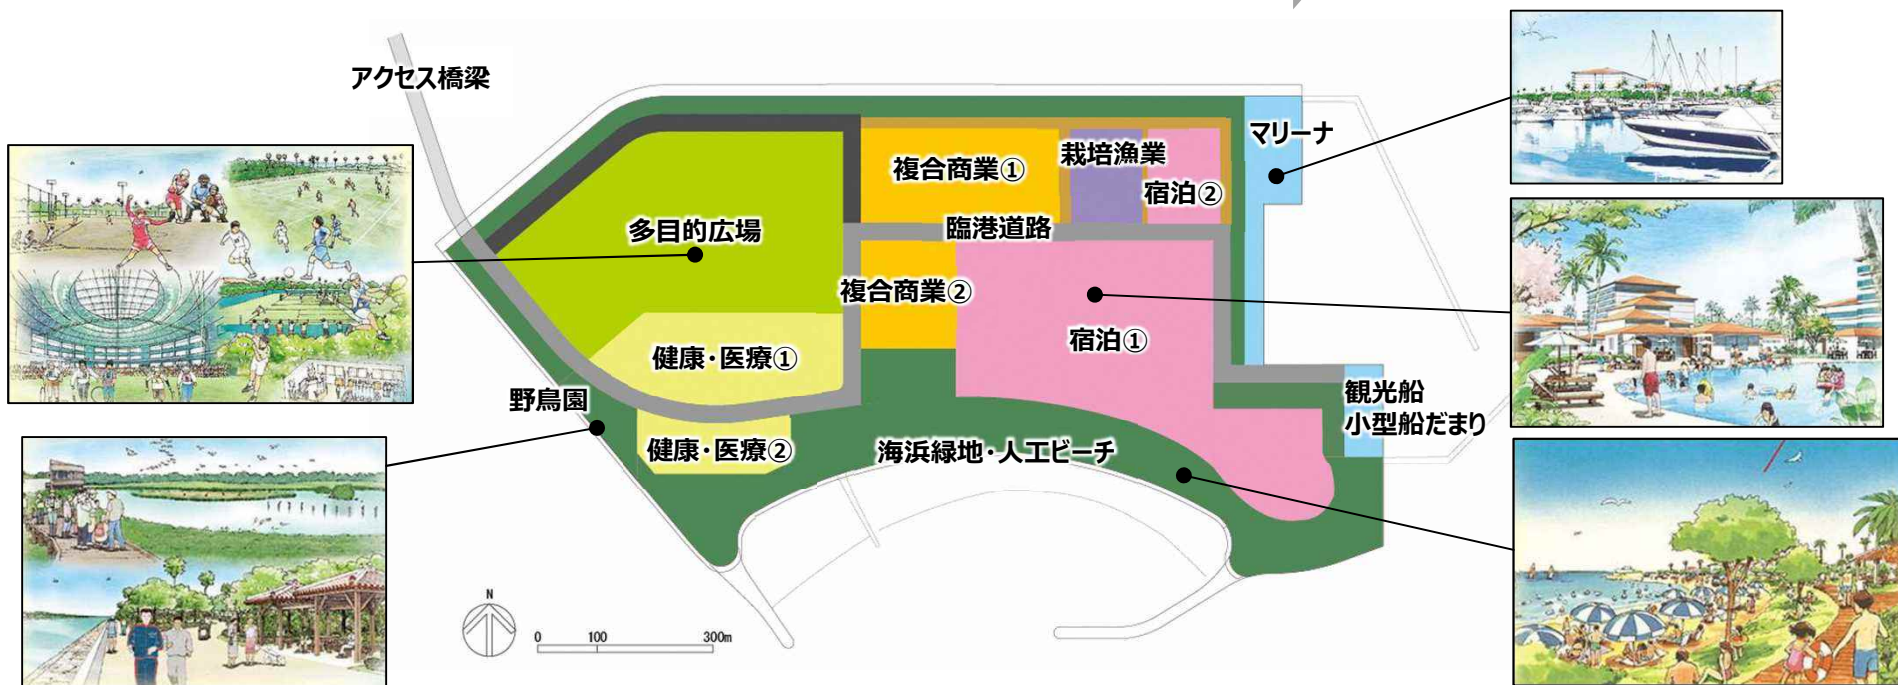 アクセス橋梁
マリーナ
複合商業①
栽培漁業
宿泊②
多目的広場
臨港道路
複合商業②
宿泊①
健康・医療①
野鳥園
観光船
小型船だまり
健康・医療②
海浜緑地・人工ビーチ
N
0 100 300m